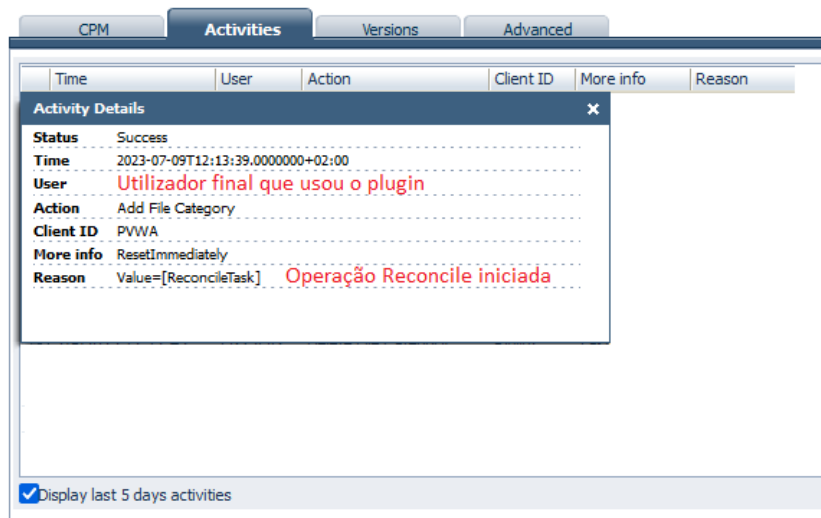 CPM Activities Versions Advanced
Time User Action Client ID More info Reason
Activity Details x
Status Success
Time 2023-07-09T12:13:39.0000000+02:00
User Utilizador final que usou o plugin
Action Add File Category
Client ID PVWA
More info ResetImmediately
Reason Value=[ReconcileTask] Operação Reconcile iniciada
Display last 5 days activities